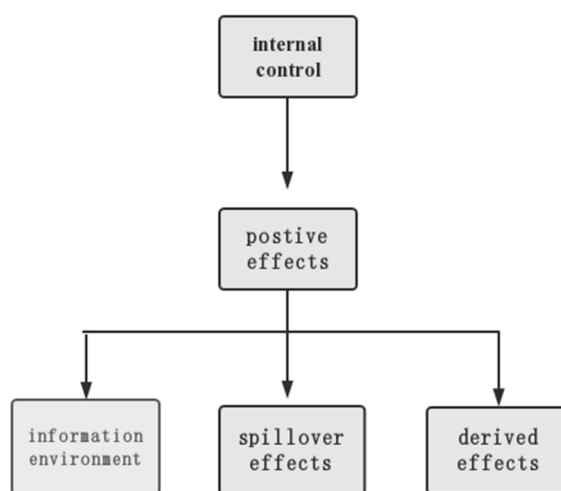 internal
control
postive
effects
information
environment
spillover
effects
derived
effects